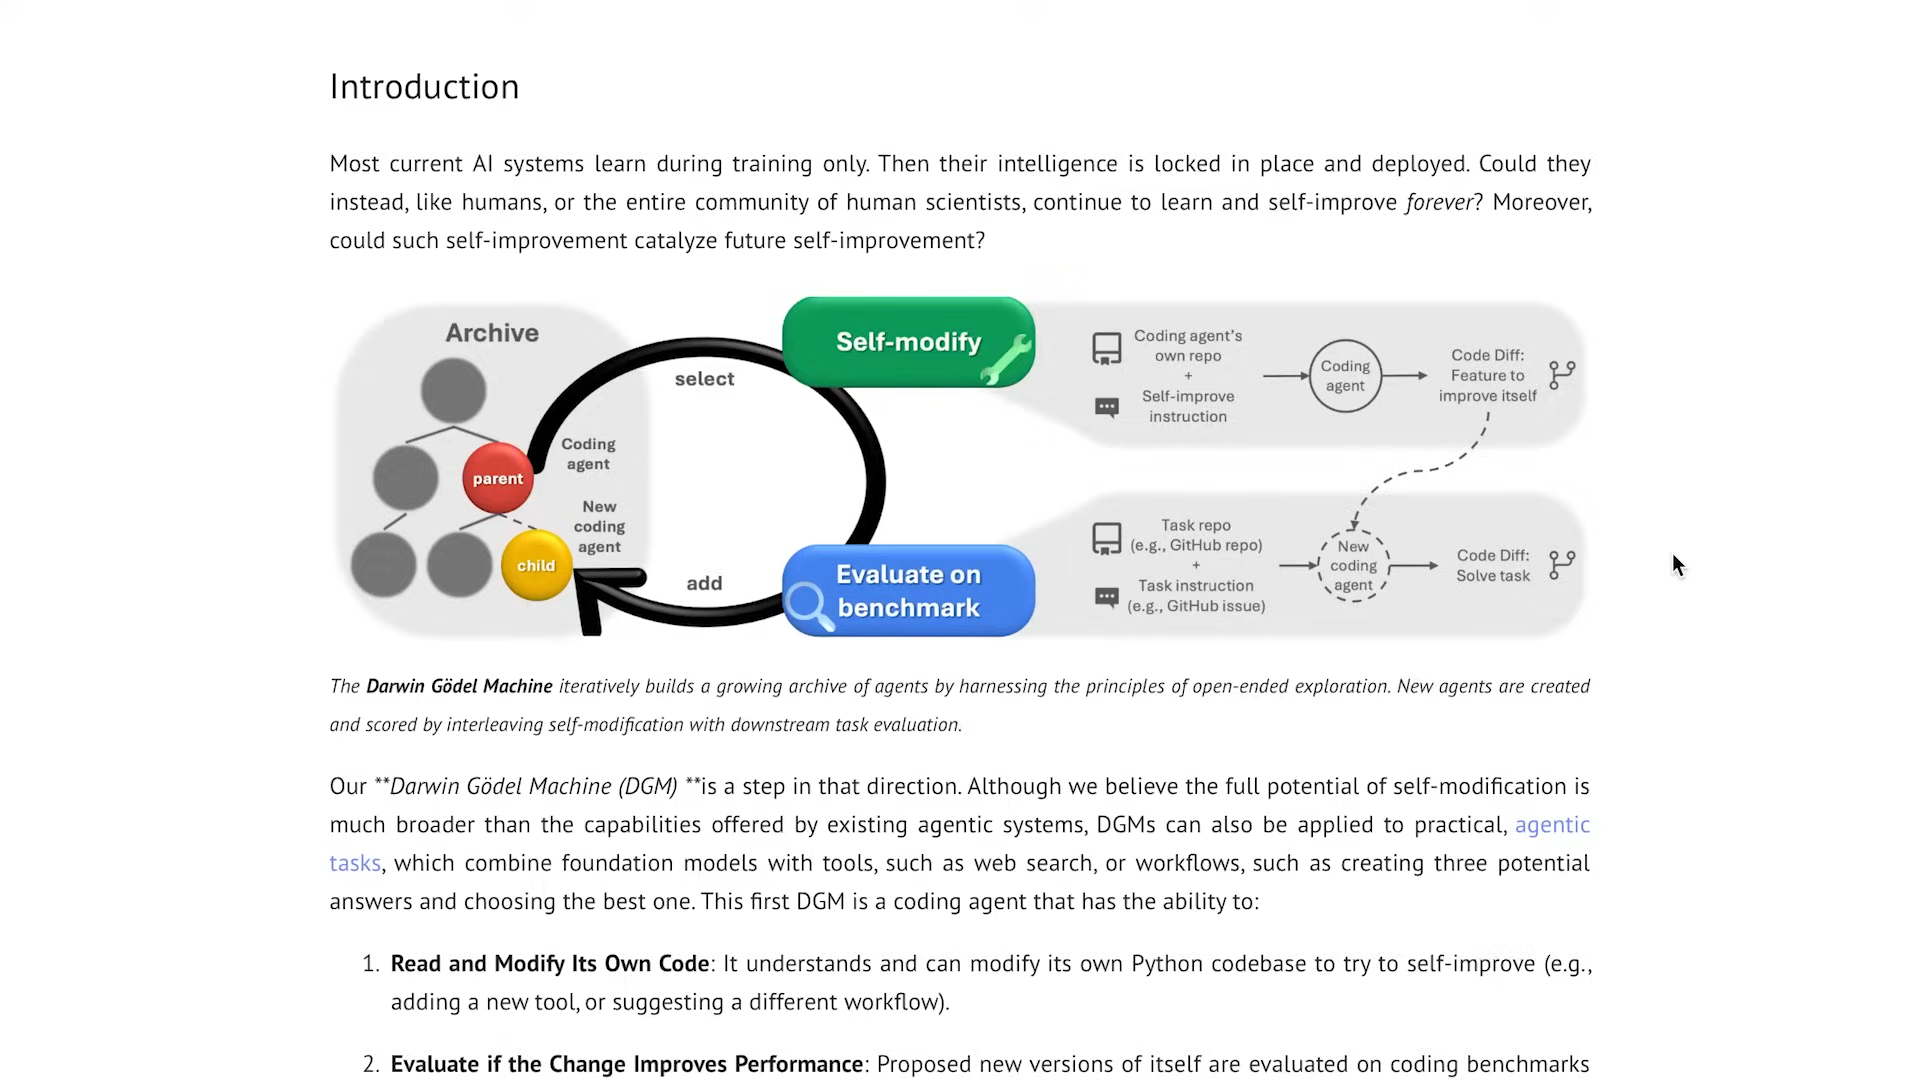 Introduction
Most current AI systems learn during training only. Then their intelligence is locked in place and deployed. Could they
instead, like humans, or the entire community of human scientists, continue to learn and self-improve forever? Moreover,
could such self-improvement catalyze future self-improvement?
Archive
select
Coding
agent
parent
New
coding
agent
child
add
Self-modify
Coding agent's
own repo
+
Self-improve
instruction
Coding
agent
Code Diff:
Feature to
improve itself
Evaluate on
benchmark
Task repo
(e.g., GitHub repo)
+
Task instruction
(e.g., GitHub issue)
New
coding
agent
Code Diff:
Solve task
The Darwin Gödel Machine iteratively builds a growing archive of agents by harnessing the principles of open-ended exploration. New agents are created
and scored by interleaving self-modification with downstream task evaluation.
Our **Darwin Gödel Machine (DGM) **is a step in that direction. Although we believe the full potential of self-modification is
much broader than the capabilities offered by existing agentic systems, DGMs can also be applied to practical, agentic
tasks, which combine foundation models with tools, such as web search, or workflows, such as creating three potential
answers and choosing the best one. This first DGM is a coding agent that has the ability to:
1. Read and Modify Its Own Code: It understands and can modify its own Python codebase to try to self-improve (e.g.,
adding a new tool, or suggesting a different workflow).
2. Evaluate if the Change Improves Performance: Proposed new versions of itself are evaluated on coding benchmarks